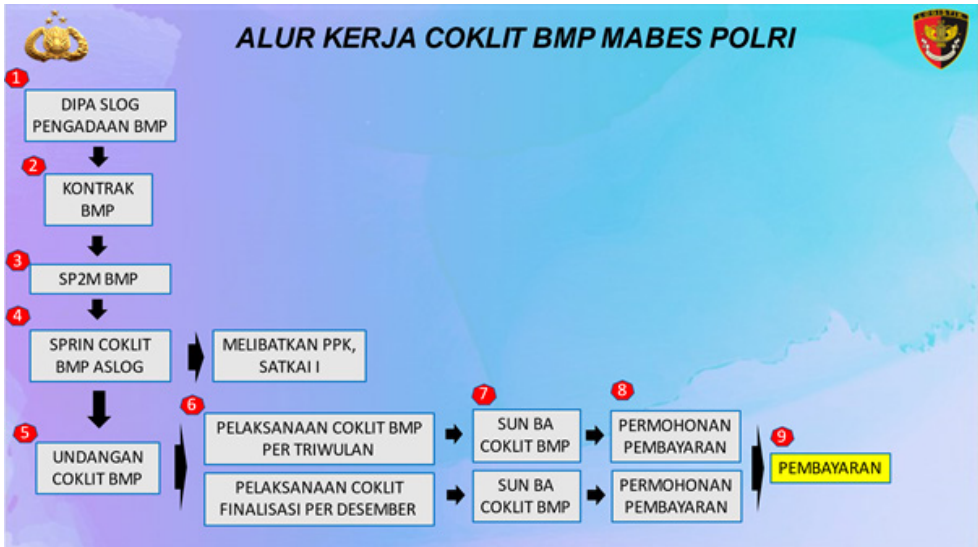 ALUR KERJA COKLIT BMP MABES POLRI
LOGISTIK
1
DIPA SLOG
PENGADAAN BMP
2
KONTRAK
BMP
3
SP2M BMP
4
SPRIN COKLIT
BMP ASLOG
MELIBATKAN PPK,
SATKAI I
5
UNDANGAN
COKLIT BMP
6
PELAKSANAAN COKLIT BMP
PER TRIWULAN
7
SUN BA
COKLIT BMP
8
PERMOHONAN
PEMBAYARAN
PELAKSANAAN COKLIT
FINALISASI PER DESEMBER
SUN BA
COKLIT BMP
PERMOHONAN
PEMBAYARAN
9
PEMBAYARAN